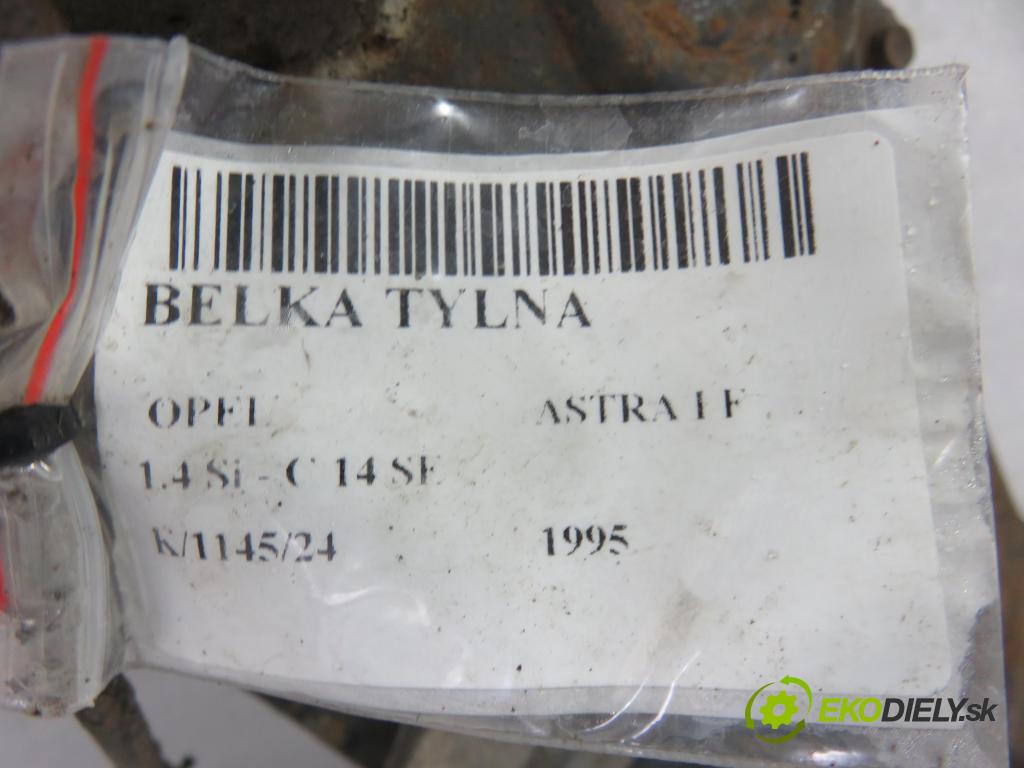 BELKA TYLNA
OPEL ASTRA I F
1.4 Si - C 14 SE
K/1145/24 1995
EKODIELY.sk